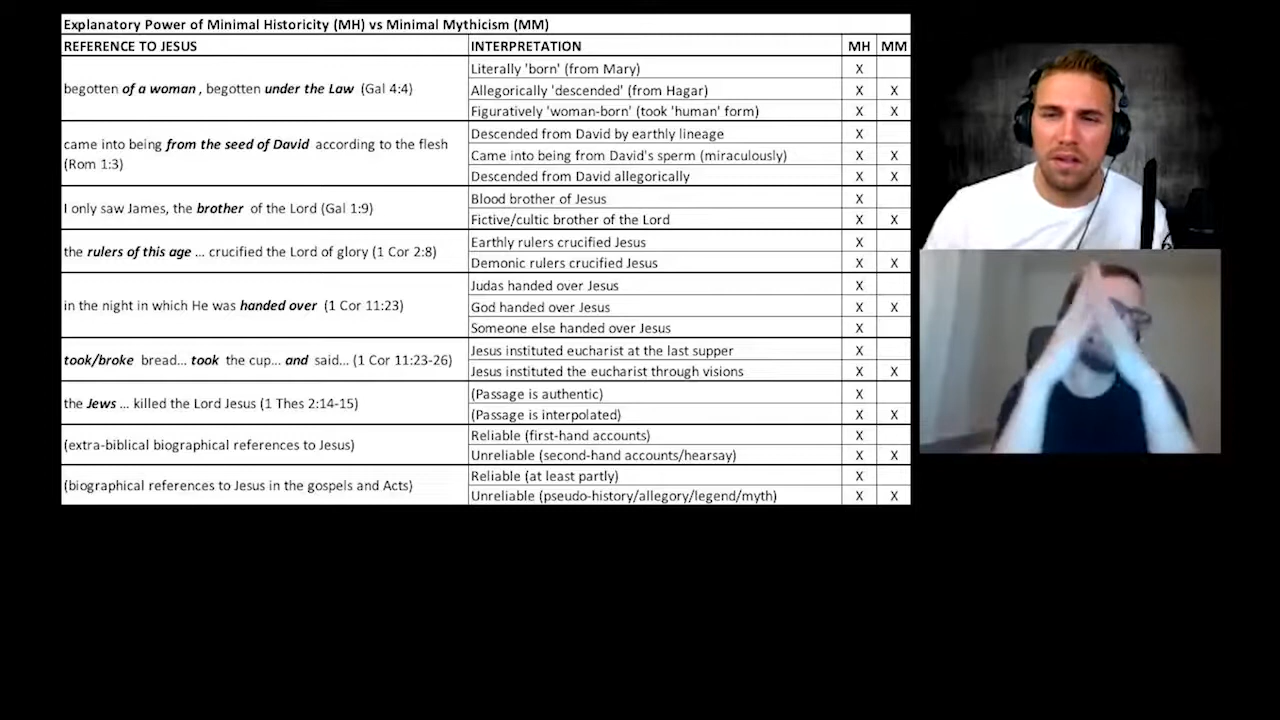 Explanatory Power of Minimal Historicity (MH) vs Minimal Mythicism (MM)
REFERENCE TO JESUS INTERPRETATION MH MM
begotten of a woman , begotten under the Law (Gal 4:4)
Literally 'born' (from Mary) X
Allegorically 'descended' (from Hagar) X X
Figuratively 'woman-born' (took 'human' form) X X
came into being from the seed of David according to the flesh
(Rom 1:3)
Descended from David by earthly lineage X
Came into being from David's sperm (miraculously) X X
Descended from David allegorically X X
I only saw James, the brother of the Lord (Gal 1:9)
Blood brother of Jesus X
Fictive/cultic brother of the Lord X X
the rulers of this age ... crucified the Lord of glory (1 Cor 2:8)
Earthly rulers crucified Jesus X
Demonic rulers crucified Jesus X X
in the night in which He was handed over (1 Cor 11:23)
Judas handed over Jesus X
God handed over Jesus X X
Someone else handed over Jesus X
took/broke bread... took the cup... and said... (1 Cor 11:23-26)
Jesus instituted eucharist at the last supper X
Jesus instituted the eucharist through visions X X
the Jews ... killed the Lord Jesus (1 Thes 2:14-15)
(Passage is authentic) X
(Passage is interpolated) X X
(extra-biblical biographical references to Jesus)
Reliable (first-hand accounts) X
Unreliable (second-hand accounts/hearsay) X X
(biographical references to Jesus in the gospels and Acts)
Reliable (at least partly) X
Unreliable (pseudo-history/allegory/legend/myth) X X